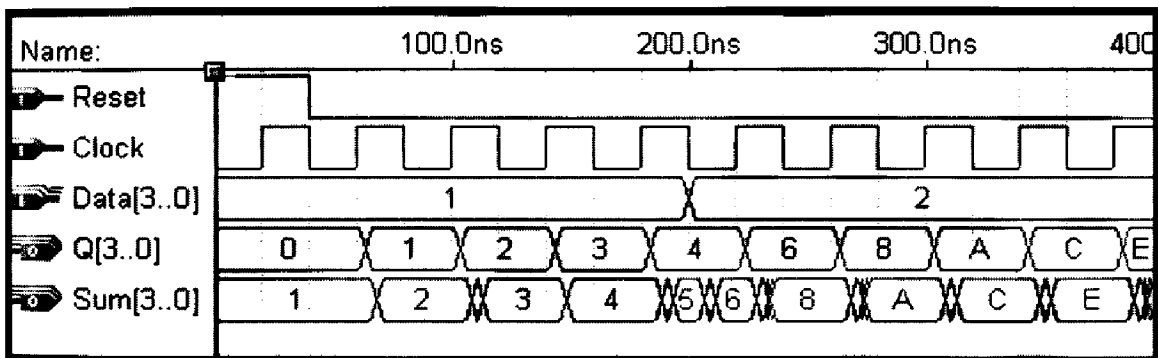 Name: 100.0ns 200.0ns 300.0ns 400
Reset
Clock
Data[3..0] 1 2
Q[3..0] 0 1 2 3 4 6 8 A C E
Sum[3..0] 1 2 3 4 5 6 8 A C E